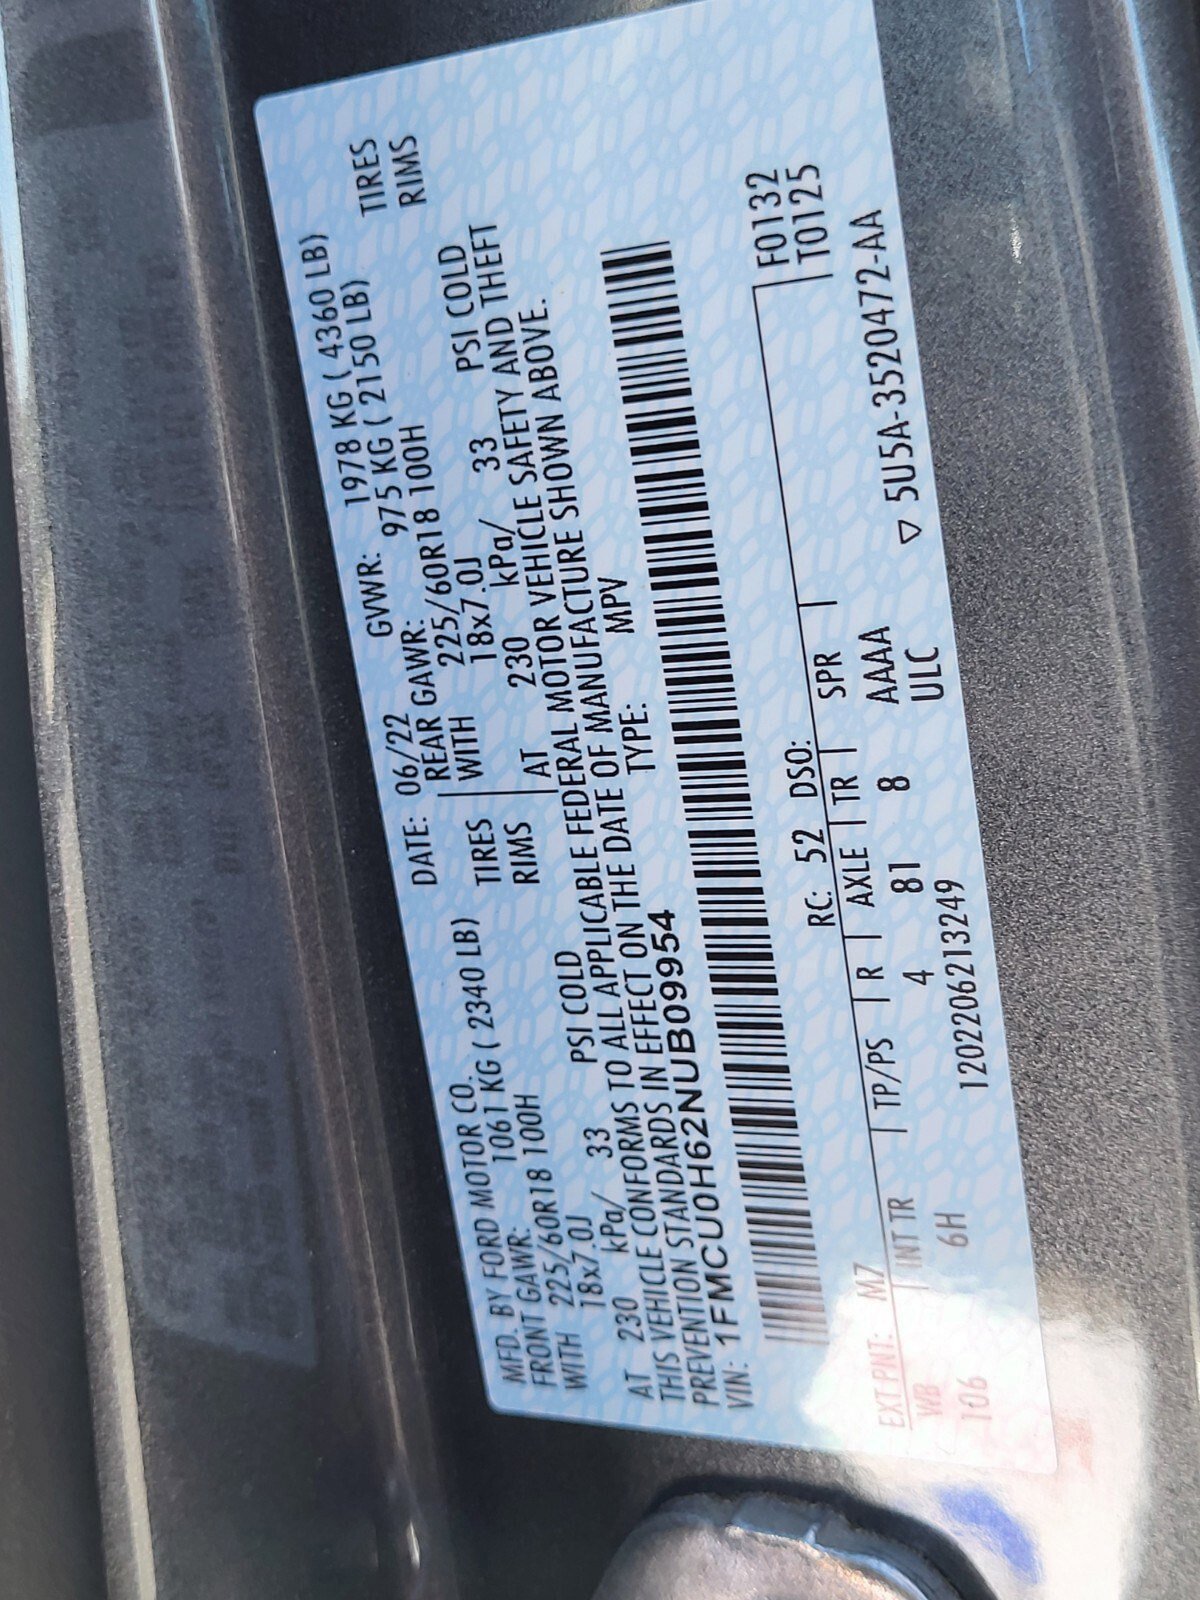 MFD. BY FORD MOTOR CO. DATE: 06/22 GVWR: 1978 KG ( 4360 LB)
FRONT GAWR: 1061 KG ( 2340 LB) REAR GAWR: 975 KG ( 2150 LB)
WITH 225/60R18 100H TIRES WITH 225/60R18 100H TIRES
18x7.0J RIMS 18x7.0J RIMS
AT 230 kPa/ 33 PSI COLD AT 230 kPa/ 33 PSI COLD
THIS VEHICLE CONFORMS TO ALL APPLICABLE FEDERAL MOTOR VEHICLE SAFETY AND THEFT
PREVENTION STANDARDS IN EFFECT ON THE DATE OF MANUFACTURE SHOWN ABOVE.
VIN: 1FMCU0H62NUB09954 TYPE: MPV
EXT PNT: M7 RC: 52 DSO: F0132
WB INT TR TP/PS R AXLE TR SPR T0125
106 6H 4 81 8 AAAA
1202206213249 ULC ▽ 5U5A-3520472-AA